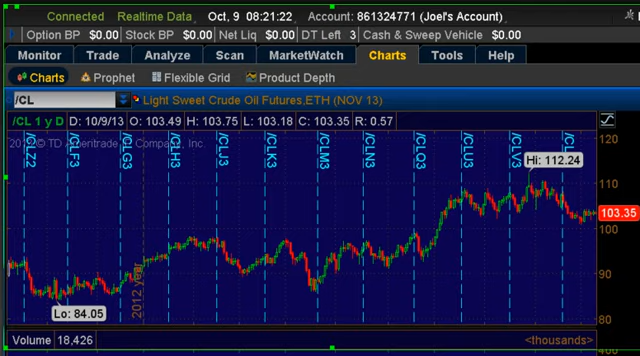 Connected Realtime Data Oct, 9 08:21:22 Account: 861324771 (Joel's Account)
Option BP $0.00 Stock BP $0.00 Net Liq $0.00 DT Left 3 Cash & Sweep Vehicle $0.00
Monitor Trade Analyze Scan MarketWatch Charts Tools Help
Charts Prophet Flexible Grid Product Depth
/CL Light Sweet Crude Oil Futures,ETH (NOV 13)
/CL 1 y D D: 10/9/13 O: 103.49 H: 103.75 L: 103.18 C: 103.35 R: 0.57
© TD Ameritrade IP Company, Inc.
/CLZ2 /CLF3 /CLG3 /CLH3 /CLJ3 /CLK3 /CLM3 /CLN3 /CLQ3 /CLU3 /CLV3
120
Hi: 112.24
110
103.35
100
90
2012 year
Lo: 84.05
80
Volume 18,426 <thousands>
400